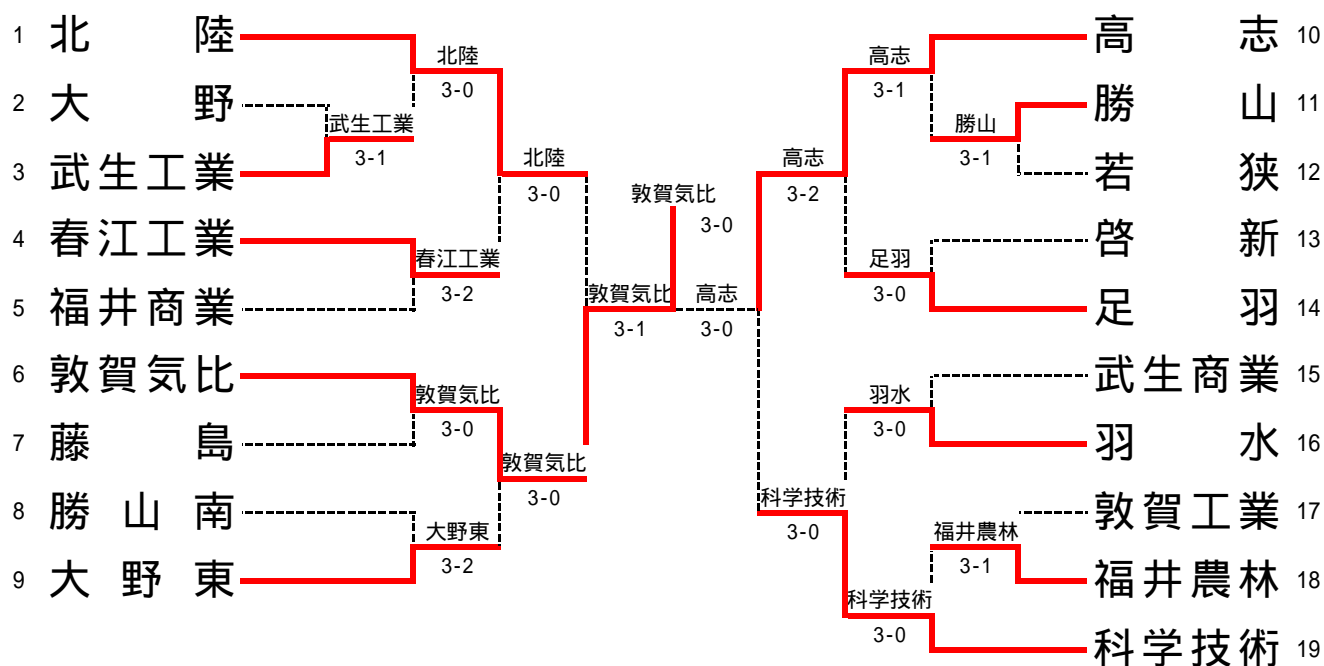 1 北陸
2 大野
3 武生工業
4 春江工業
5 福井商業
6 敦賀気比
7 藤島
8 勝山南
9 大野東
北陸
3-0
武生工業
3-1
春江工業
3-2
敦賀気比
3-0
大野東
3-2
北陸
3-0
敦賀気比
3-0
敦賀気比
3-1
敦賀気比
3-0
高志
3-0
高志
3-2
科学技術
3-0
高志
3-1
勝山
3-1
足羽
3-0
羽水
3-0
福井農林
3-1
科学技術
3-0
高志 10
勝山 11
若狭 12
啓新 13
足羽 14
武生商業 15
羽水 16
敦賀工業 17
福井農林 18
科学技術 19